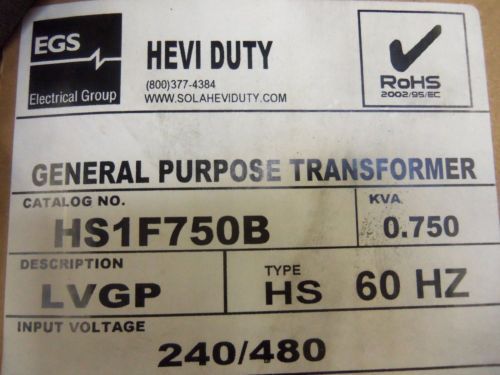 EGS
Electrical Group
HEVI DUTY
(800)377-4384
WWW.SOLAHEVIDUTY.COM
RoHS
2002/95/EC
GENERAL PURPOSE TRANSFORMER
CATALOG NO.
HS1F750B
KVA
0.750
DESCRIPTION
LVGP
TYPE
HS 60 HZ
INPUT VOLTAGE
240/480